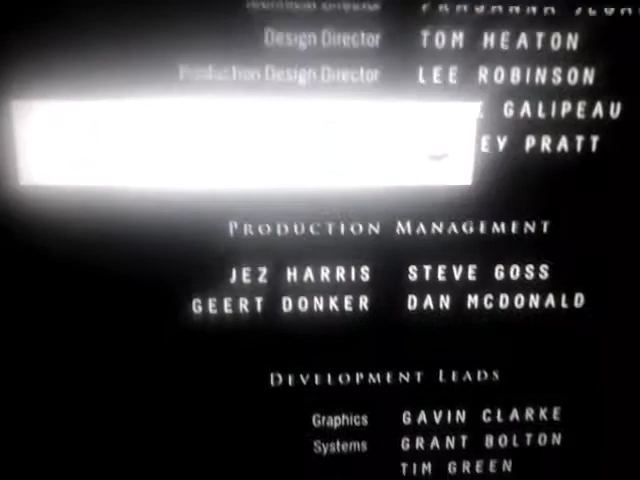 Design Director TOM HEATON
Production Design Director LEE ROBINSON
GALIPEAU
EY PRATT
PRODUCTION MANAGEMENT
JEZ HARRIS STEVE GOSS
GEERT DONKER DAN MCDONALD
DEVELOPMENT LEADS
Graphics GAVIN CLARKE
Systems GRANT BOLTON
TIM GREEN